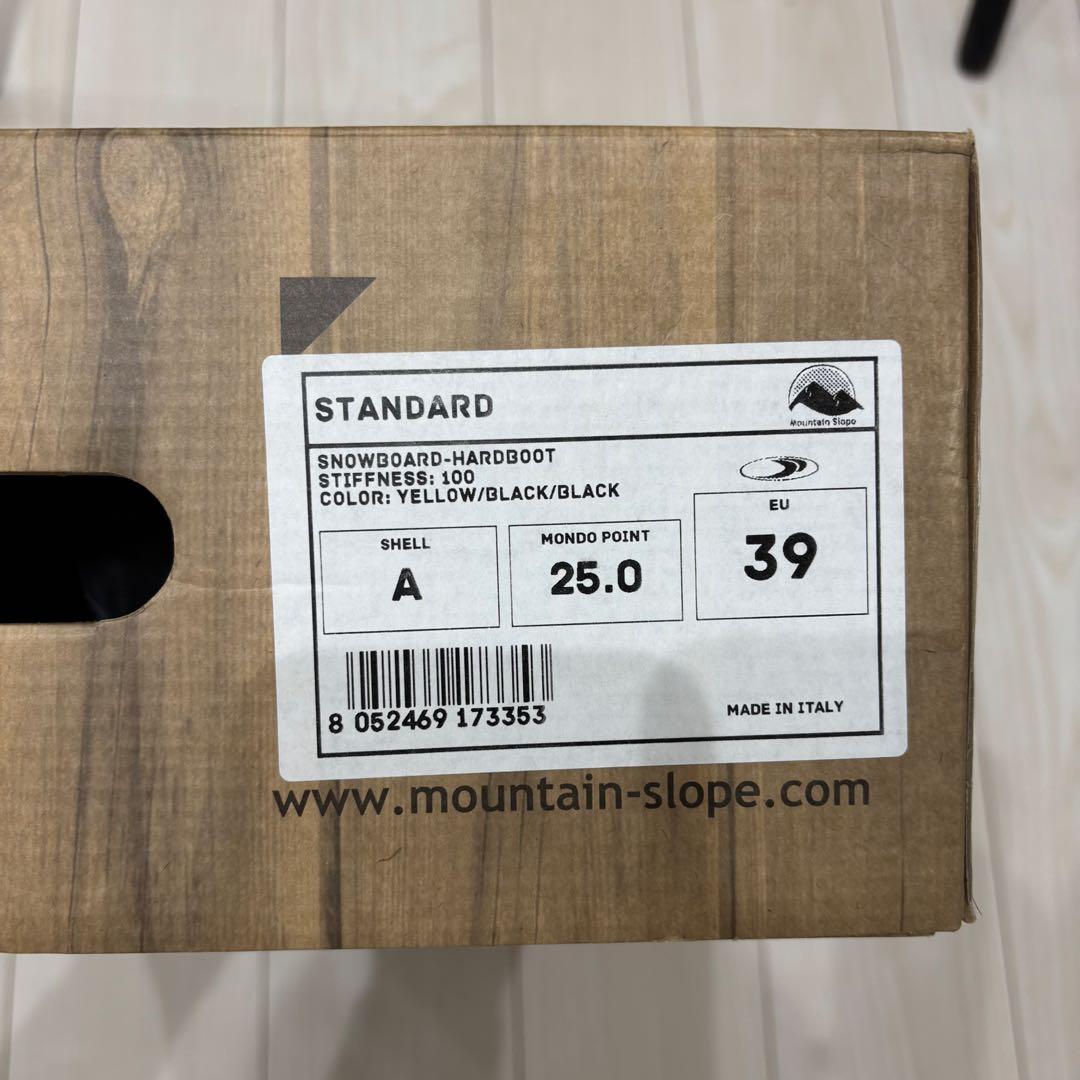 STANDARD
Mountain Slope
SNOWBOARD-HARDBOOT
STIFFNESS: 100
COLOR: YELLOW/BLACK/BLACK
SHELL
A
MONDO POINT
25.0
EU
39
8 052469 173353
MADE IN ITALY
www.mountain-slope.com